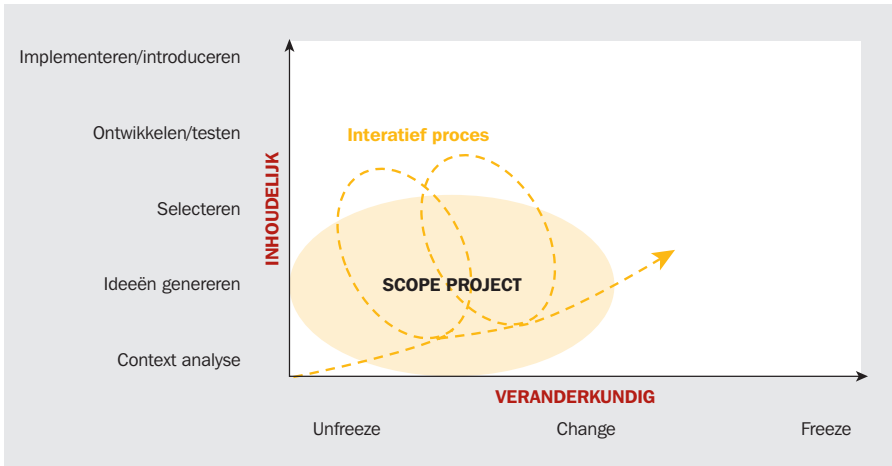 Implementeren/introduceren
Ontwikkelen/testen
Interatief proces
Selecteren
INHOUDELIJK
Ideeën genereren
SCOPE PROJECT
Context analyse
VERANDERKUNDIG
Unfreeze
Change
Freeze